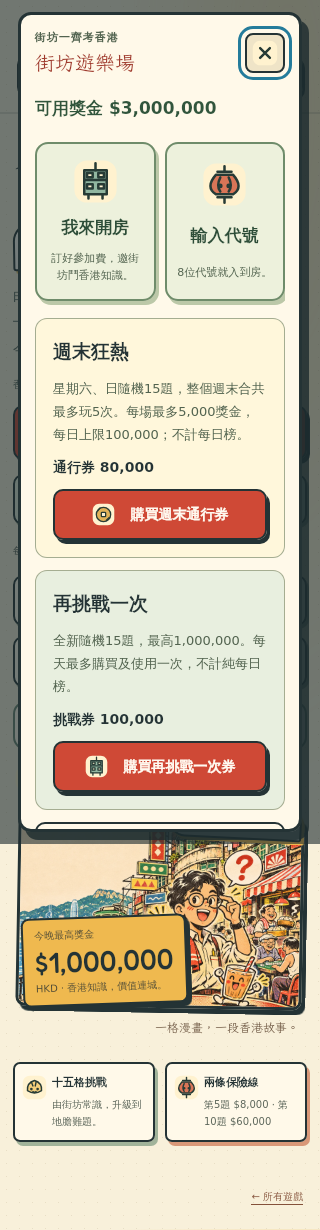 街坊一齊考香港
街坊遊樂場
可用獎金 $3,000,000
我來開房
訂好參加費，邀街
坊鬥香港知識。
輸入代號
8位代號就入到房。
週末狂熱
星期六、日隨機15題，整個週末合共
最多玩5次。每場最多5,000獎金，
每日上限100,000；不計每日榜。
通行券 80,000
購買週末通行券
再挑戰一次
全新隨機15題，最高1,000,000。每
天最多購買及使用一次，不計純每日
榜。
挑戰券 100,000
購買再挑戰一次券
?
今晚最高獎金
$1,000,000
HKD · 香港知識，價值連城。
一格漫畫，一段香港故事。
十五格挑戰
由街坊常識，升級到
地膽難題。
兩條保險線
第5題 $8,000 · 第
10題 $60,000
← 所有遊戲